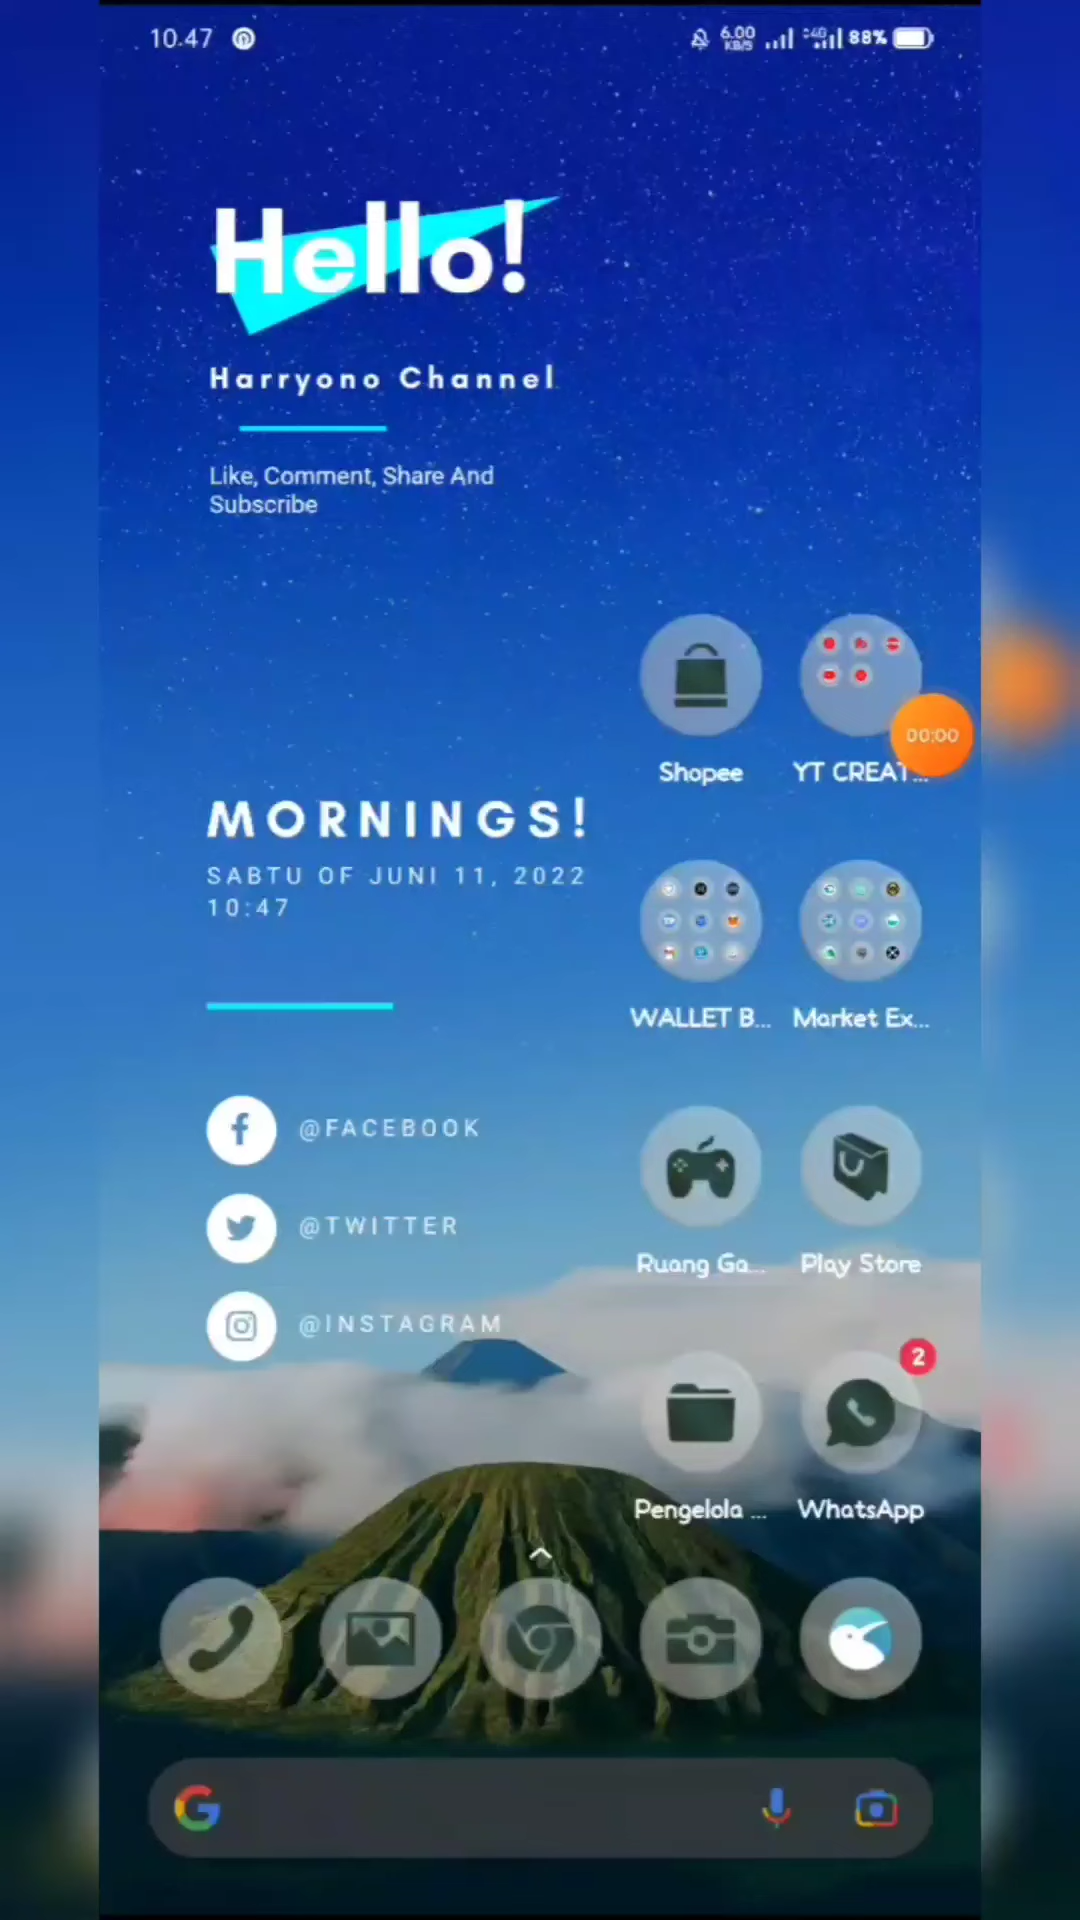 10.47
6.00
KB/S
4G
88%
Hello!
Harryono Channel
Like, Comment, Share And
Subscribe
Shopee
YT CREAT...
00:00
MORNINGS!
SABTU OF JUNI 11, 2022
10:47
WALLET B...
Market Ex...
@FACEBOOK
@TWITTER
@INSTAGRAM
Ruang Ga...
Play Store
2
Pengelola ...
WhatsApp